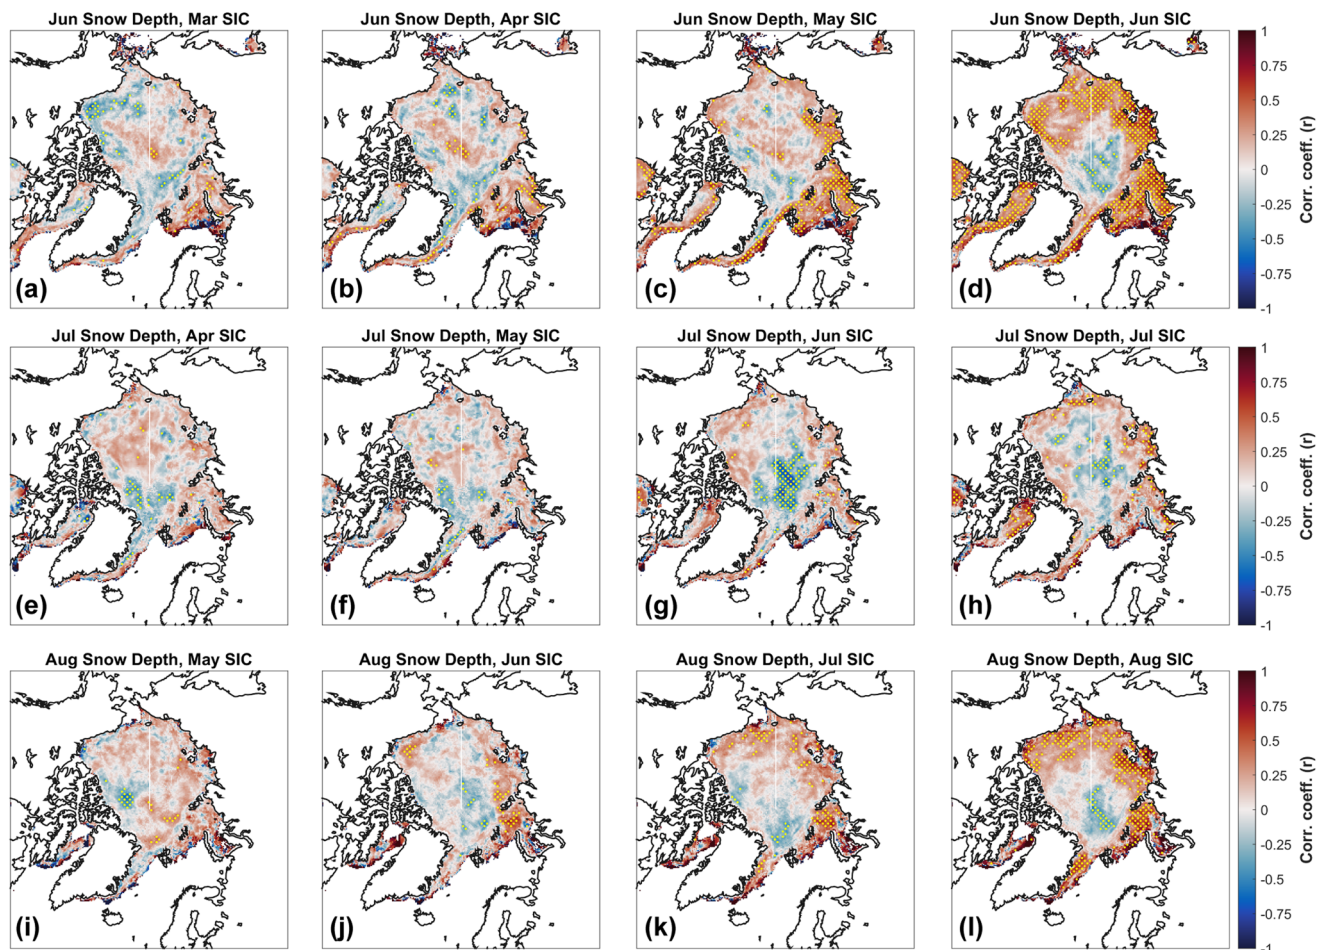 Jun Snow Depth, Mar SIC
Jun Snow Depth, Apr SIC
Jun Snow Depth, May SIC
Jun Snow Depth, Jun SIC
(a)
(b)
(c)
(d)
1
0.75
0.5
0.25
0
-0.25
-0.5
-0.75
-1
Corr. coeff. (r)
Jul Snow Depth, Apr SIC
Jul Snow Depth, May SIC
Jul Snow Depth, Jun SIC
Jul Snow Depth, Jul SIC
(e)
(f)
(g)
(h)
1
0.75
0.5
0.25
0
-0.25
-0.5
-0.75
-1
Corr. coeff. (r)
Aug Snow Depth, May SIC
Aug Snow Depth, Jun SIC
Aug Snow Depth, Jul SIC
Aug Snow Depth, Aug SIC
(i)
(j)
(k)
(l)
1
0.75
0.5
0.25
0
-0.25
-0.5
-0.75
-1
Corr. coeff. (r)